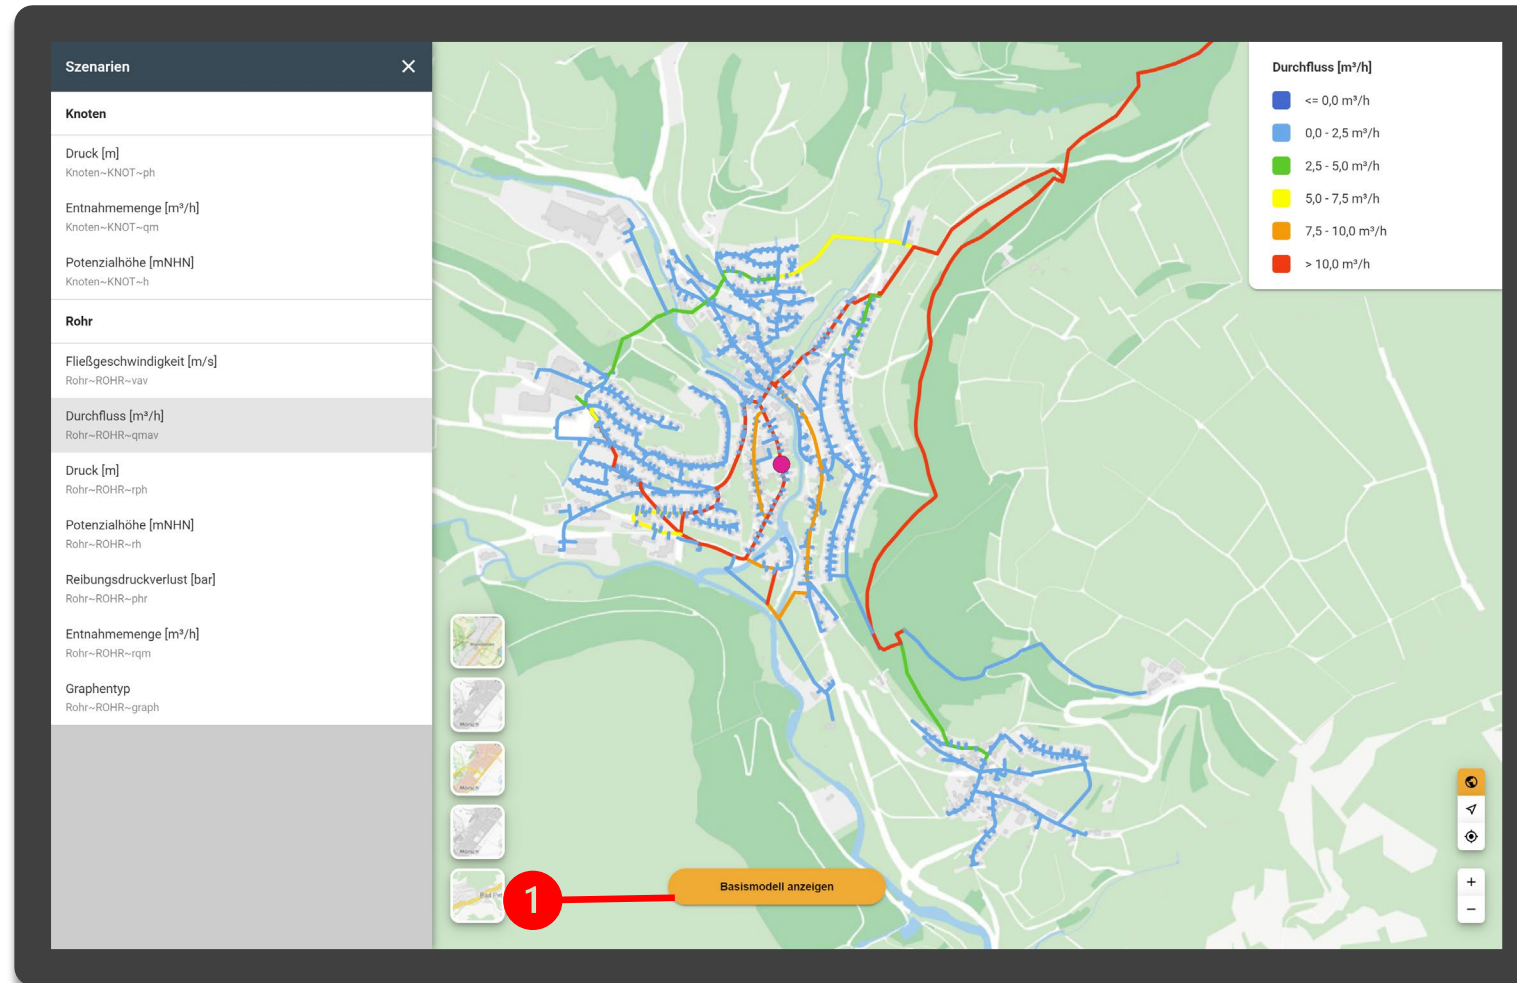 Szenarien
Knoten
Druck [m]
Knoten~KNOT~ph
Entnahmemenge [m³/h]
Knoten~KNOT~qm
Potenzialhöhe [mNHN]
Knoten~KNOT~h
Rohr
Fließgeschwindigkeit [m/s]
Rohr~ROHR~vav
Durchfluss [m³/h]
Rohr~ROHR~qmav
Druck [m]
Rohr~ROHR~rph
Potenzialhöhe [mNHN]
Rohr~ROHR~rh
Reibungsdruckverlust [bar]
Rohr~ROHR~phr
Entnahmemenge [m³/h]
Rohr~ROHR~rqm
Graphentyp
Rohr~ROHR~graph
Durchfluss [m³/h]
<= 0,0 m³/h
0,0 - 2,5 m³/h
2,5 - 5,0 m³/h
5,0 - 7,5 m³/h
7,5 - 10,0 m³/h
> 10,0 m³/h
Mörsch
Mörsch
Mörsch
1
Basismodell anzeigen
+
−